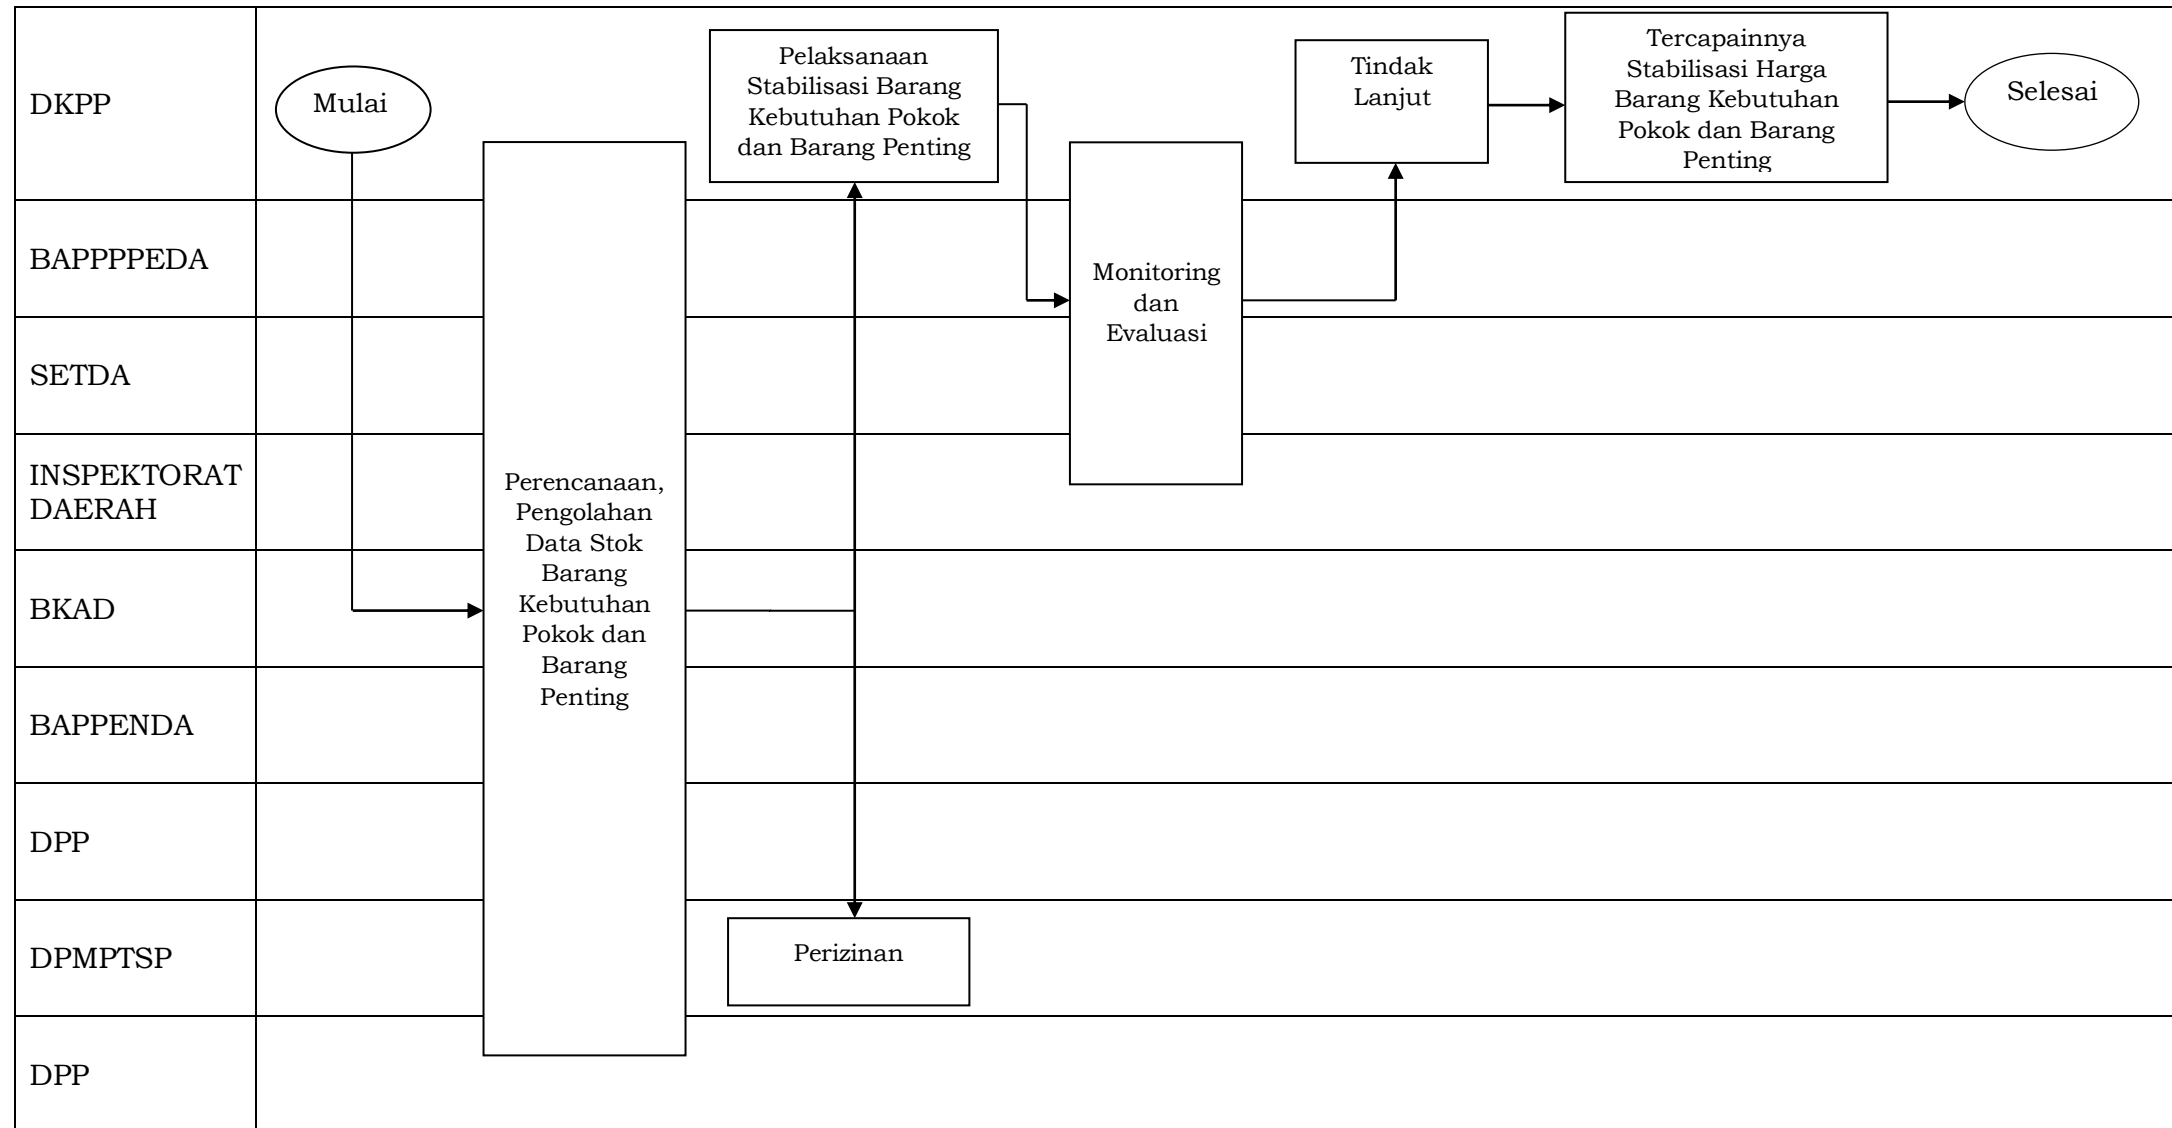 DKPP
Mulai
Pelaksanaan
Stabilisasi Barang
Kebutuhan Pokok
dan Barang Penting
Tindak
Lanjut
Tercapainnya
Stabilisasi Harga
Barang Kebutuhan
Pokok dan Barang
Penting
Selesai
BAPPPPEDA
Monitoring
dan
Evaluasi
SETDA
INSPEKTORAT
DAERAH
Perencanaan,
Pengolahan
Data Stok
Barang
Kebutuhan
Pokok dan
Barang
Penting
BKAD
BAPPENDA
DPP
DPMPTSP
Perizinan
DPP